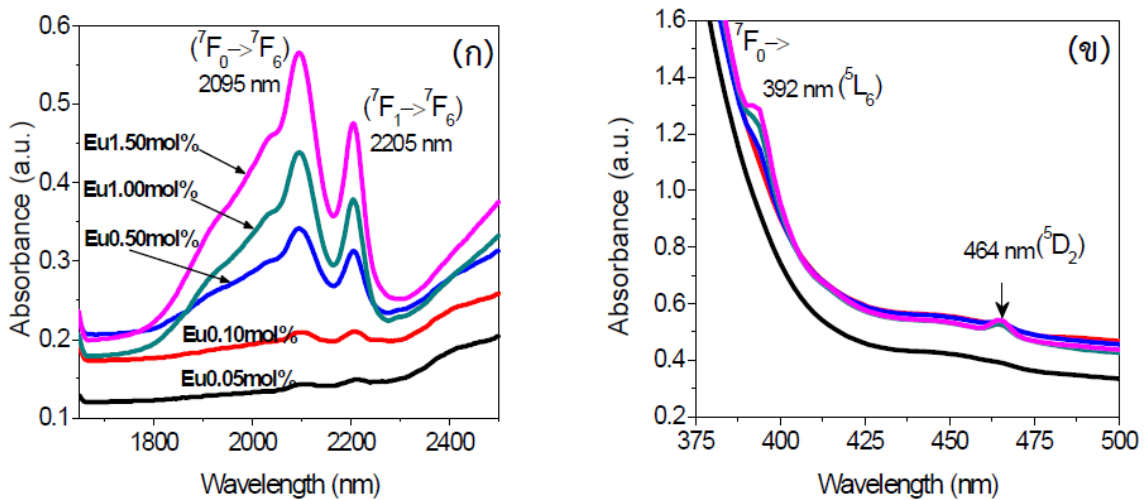 (⁷F₀–>⁷F₆)
2095 nm
(ก)
(⁷F₁–>⁷F₆)
2205 nm
Eu1.50mol%
Eu1.00mol%
Eu0.50mol%
Eu0.10mol%
Eu0.05mol%
0.6
0.5
0.4
0.3
0.2
0.1
Absorbance (a.u.)
1800 2000 2200 2400
Wavelength (nm)
⁷F₀–>
(ข)
392 nm (⁵L₆)
464 nm(⁵D₂)
1.6
1.4
1.2
1.0
0.8
0.6
0.4
0.2
Absorbance (a.u.)
375 400 425 450 475 500
Wavelength (nm)